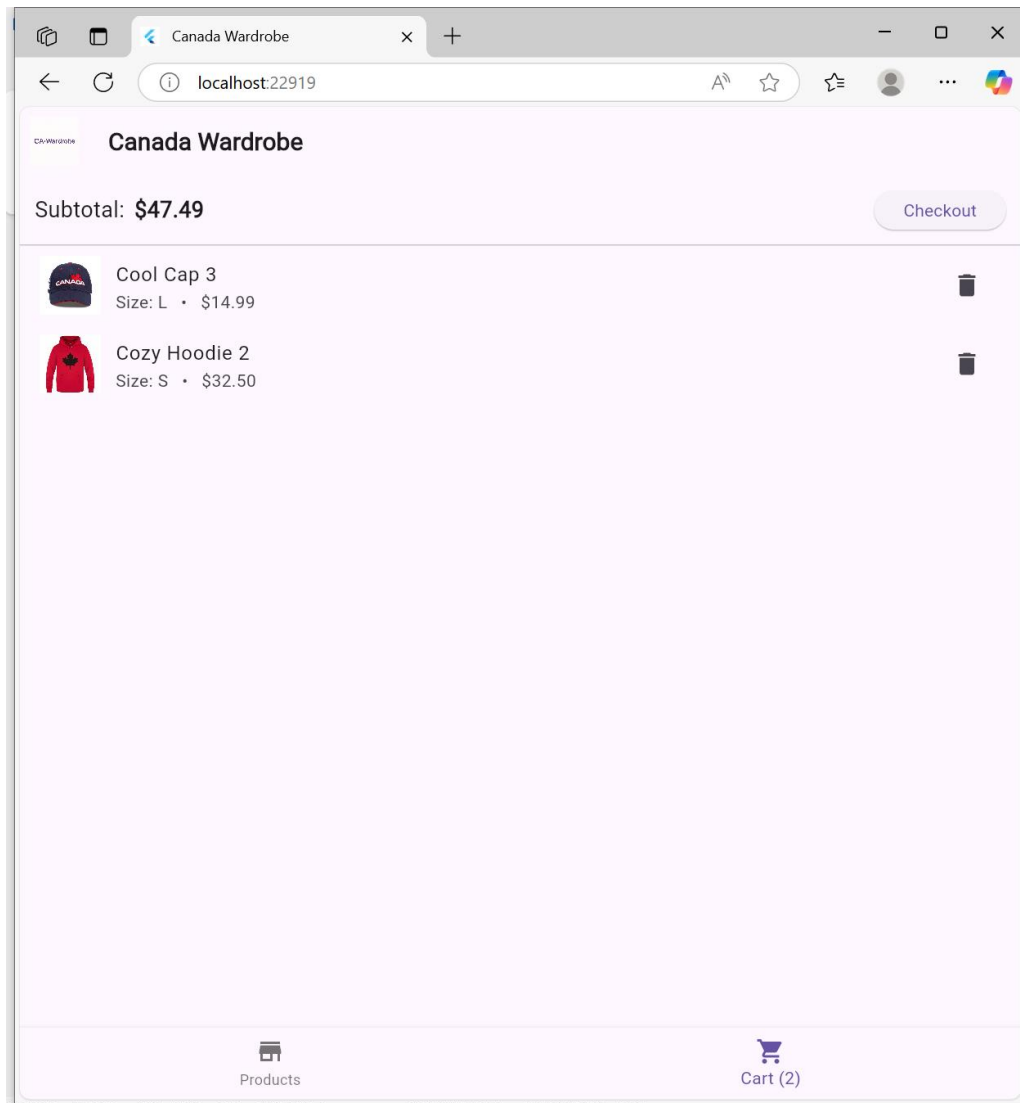 Canada Wardrobe
localhost:22919
CA-Wardrobe
Canada Wardrobe
Subtotal: $47.49
Checkout
CANADA
Cool Cap 3
Size: L • $14.99
Cozy Hoodie 2
Size: S • $32.50
Products
Cart (2)